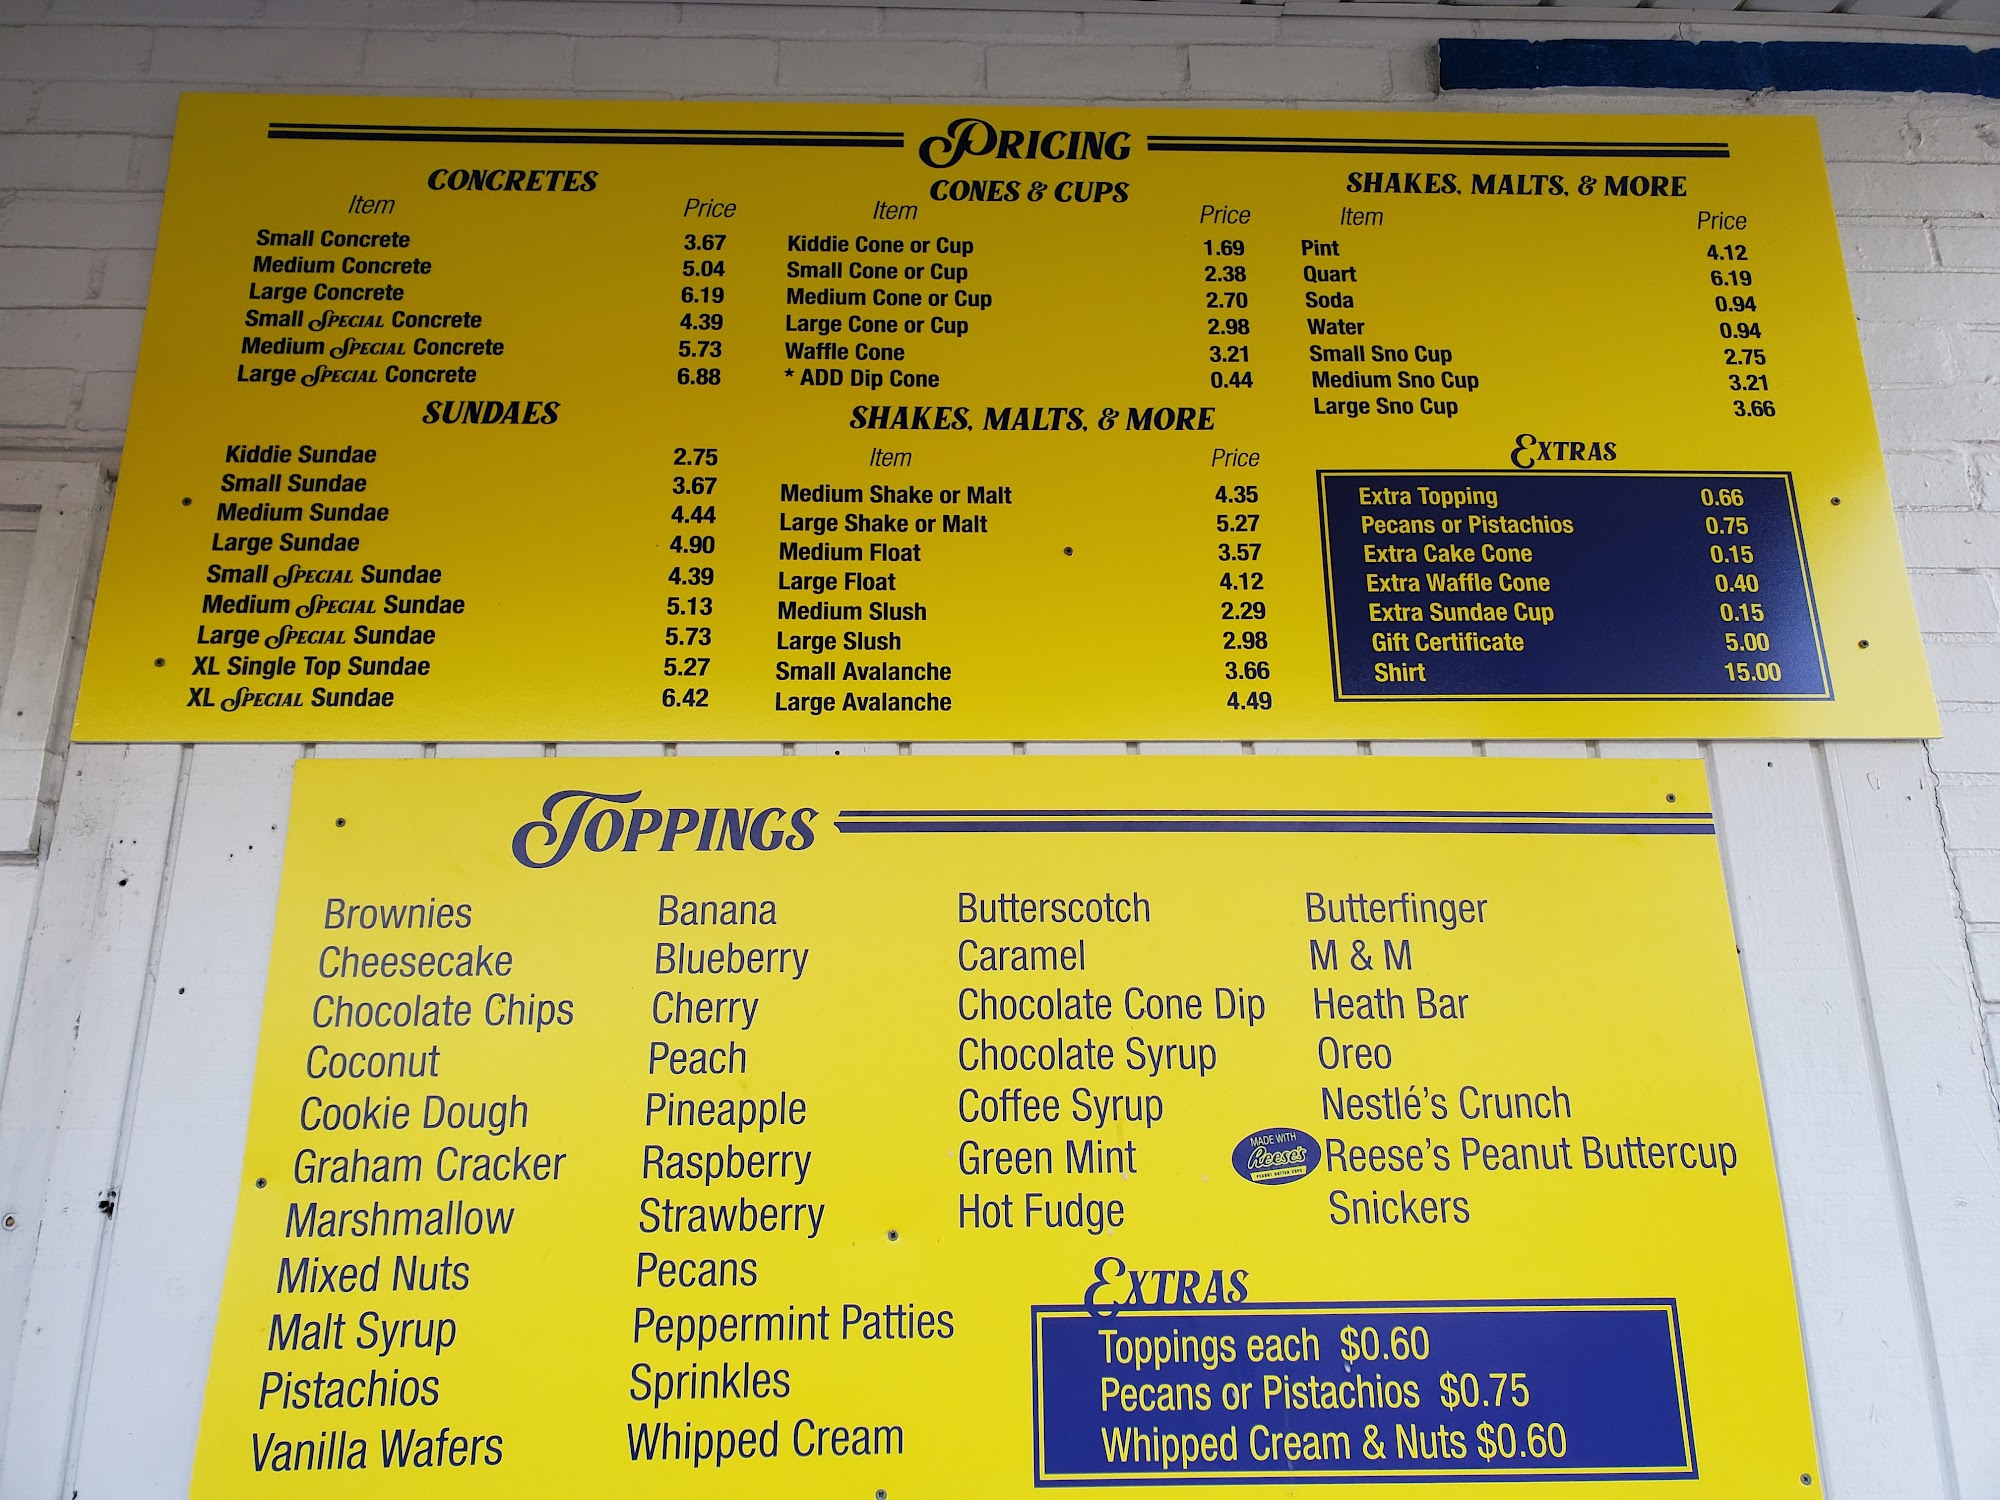 PRICING
CONCRETES
Item Price
Small Concrete 3.67
Medium Concrete 5.04
Large Concrete 6.19
Small SPECIAL Concrete 4.39
Medium SPECIAL Concrete 5.73
Large SPECIAL Concrete 6.88
SUNDAES
Kiddie Sundae 2.75
Small Sundae 3.67
Medium Sundae 4.44
Large Sundae 4.90
Small SPECIAL Sundae 4.39
Medium SPECIAL Sundae 5.13
Large SPECIAL Sundae 5.73
XL Single Top Sundae 5.27
XL SPECIAL Sundae 6.42
CONES & CUPS
Item Price
Kiddie Cone or Cup 1.69
Small Cone or Cup 2.38
Medium Cone or Cup 2.70
Large Cone or Cup 2.98
Waffle Cone 3.21
* ADD Dip Cone 0.44
SHAKES, MALTS, & MORE
Item Price
Medium Shake or Malt 4.35
Large Shake or Malt 5.27
Medium Float 3.57
Large Float 4.12
Medium Slush 2.29
Large Slush 2.98
Small Avalanche 3.66
Large Avalanche 4.49
SHAKES, MALTS, & MORE
Item Price
Pint 4.12
Quart 6.19
Soda 0.94
Water 0.94
Small Sno Cup 2.75
Medium Sno Cup 3.21
Large Sno Cup 3.66
EXTRAS
Extra Topping 0.66
Pecans or Pistachios 0.75
Extra Cake Cone 0.15
Extra Waffle Cone 0.40
Extra Sundae Cup 0.15
Gift Certificate 5.00
Shirt 15.00
TOPPINGS
Brownies
Cheesecake
Chocolate Chips
Coconut
Cookie Dough
Graham Cracker
Marshmallow
Mixed Nuts
Malt Syrup
Pistachios
Vanilla Wafers
Banana
Blueberry
Cherry
Peach
Pineapple
Raspberry
Strawberry
Pecans
Peppermint Patties
Sprinkles
Whipped Cream
Butterscotch
Caramel
Chocolate Cone Dip
Chocolate Syrup
Coffee Syrup
Green Mint
Hot Fudge
Butterfinger
M & M
Heath Bar
Oreo
Nestlé's Crunch
MADE WITH
Reese's
PEANUT BUTTER CUPS
Reese's Peanut Buttercup
Snickers
EXTRAS
Toppings each $0.60
Pecans or Pistachios $0.75
Whipped Cream & Nuts $0.60